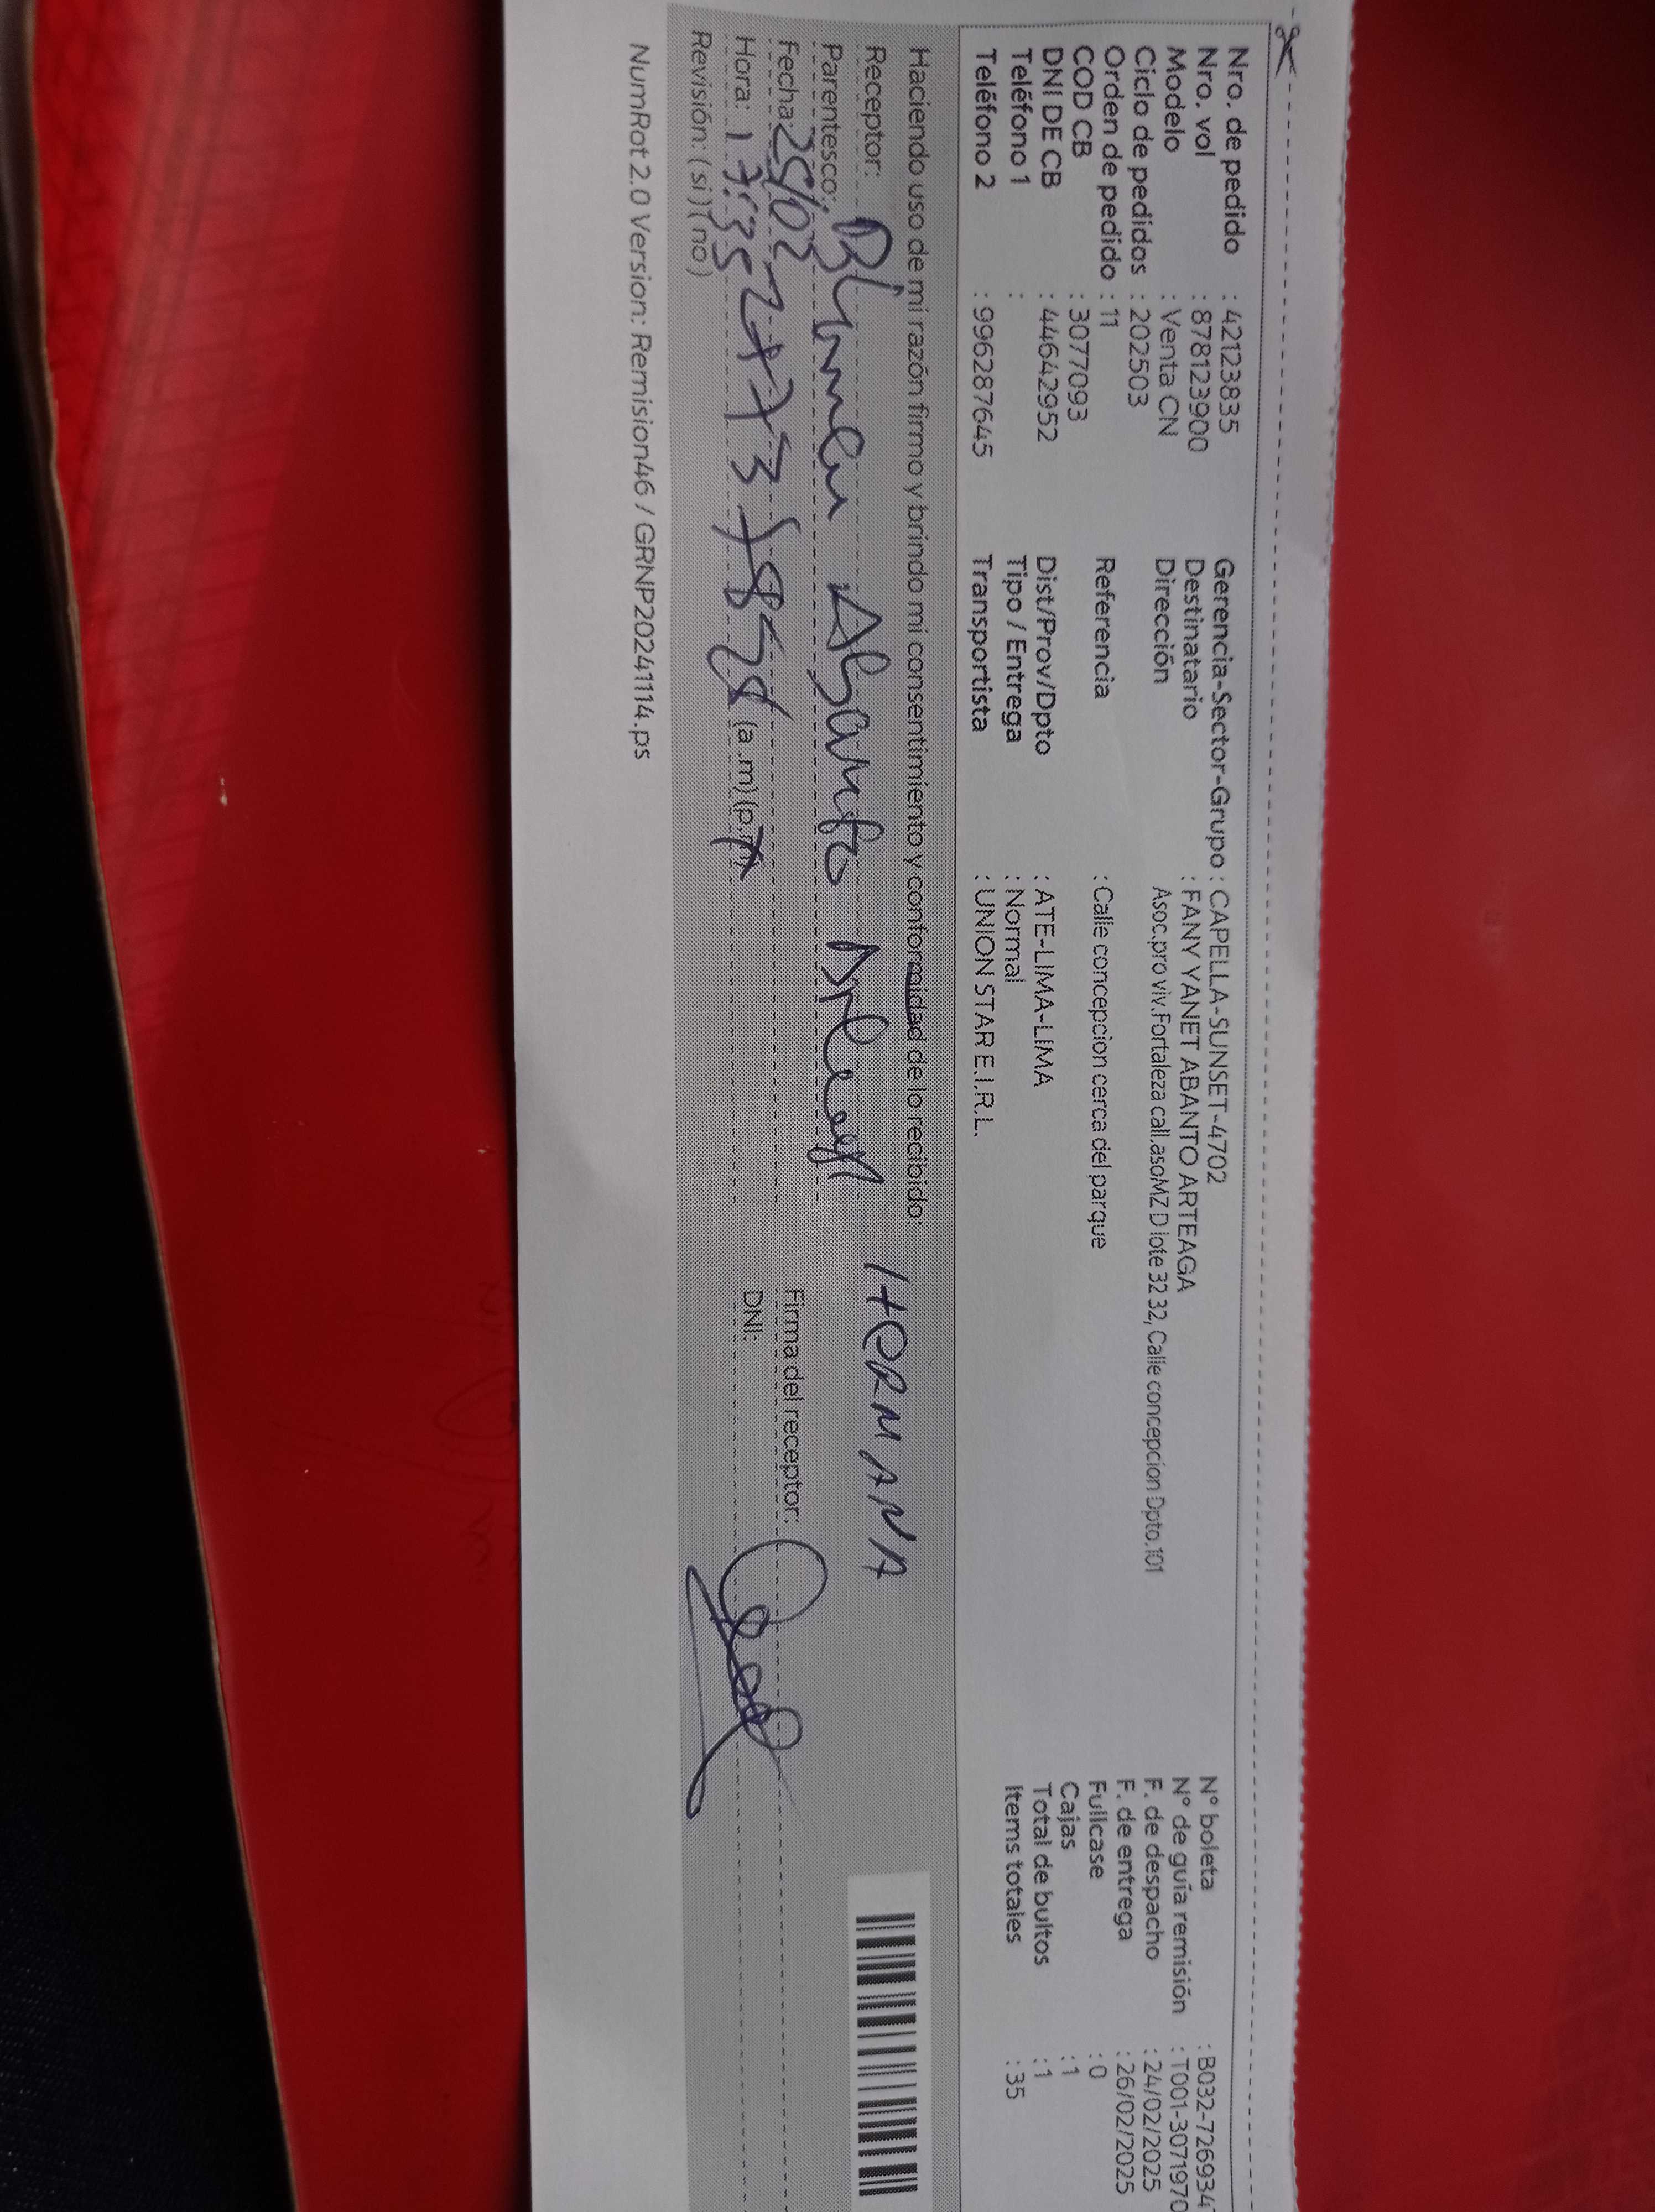 Nro. de pedido : 42123835
Nro. vol : 878123900
Modelo : Venta CN
Ciclo de pedidos : 202503
Orden de pedido : 11
COD CB : 3077093
DNI DE CB : 44642952
Teléfono 1 :
Teléfono 2 : 996287645
Gerencia-Sector-Grupo : CAPELLA-SUNSET-4702
Destinatario : FANY YANET ABANTO ARTEAGA
Dirección Asoc.pro viv.Fortaleza call.asoMZ D lote 32 32, Calle concepcion Dpto.101
Referencia : Calle concepcion cerca del parque
Dist/Prov/Dpto : ATE-LIMA-LIMA
Tipo / Entrega : Normal
Transportista : UNION STAR E.I.R.L.
N° boleta : B032-726934
N° de guía remisión : T001-3071970
F. de despacho : 24/02/2025
F. de entrega : 26/02/2025
Fullcase : 0
Cajas : 1
Total de bultos : 1
Items totales : 35
Haciendo uso de mi razón firmo y brindo mi consentimiento y conformidad de lo recibido:
Receptor: Abanto HERMANA
Parentesco:
Fecha: 25/02
Hora: 17:35 (a.m) (p.m)
Revisión: ( si ) ( no )
Firma del receptor:
DNI:
NumRot 2.0 Version: Remision46 / GRNP20241114.ps